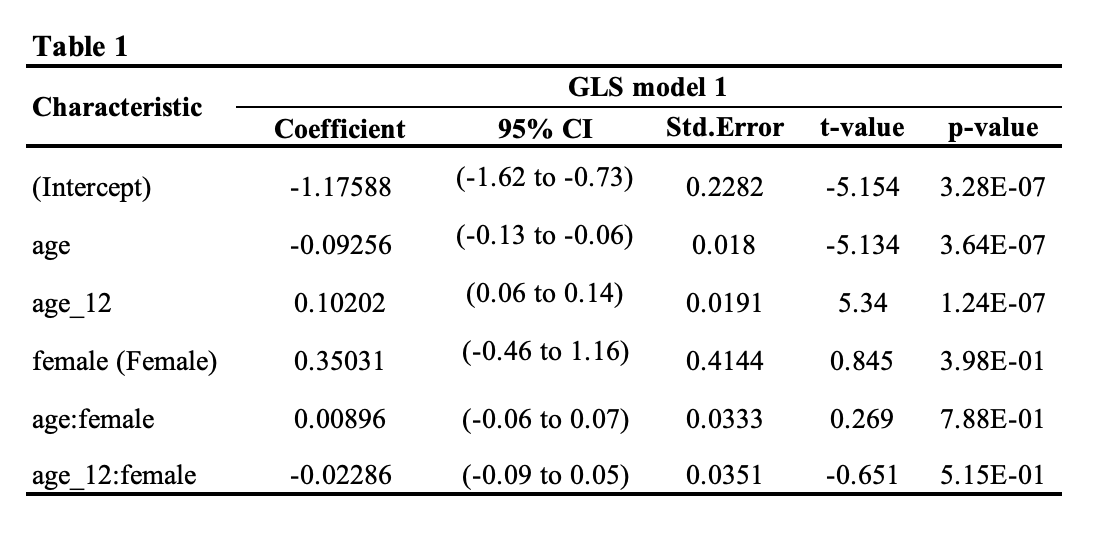 Table 1
Characteristic GLS model 1
Coefficient 95% CI Std.Error t-value p-value
(Intercept) -1.17588 (-1.62 to -0.73) 0.2282 -5.154 3.28E-07
age -0.09256 (-0.13 to -0.06) 0.018 -5.134 3.64E-07
age_12 0.10202 (0.06 to 0.14) 0.0191 5.34 1.24E-07
female (Female) 0.35031 (-0.46 to 1.16) 0.4144 0.845 3.98E-01
age:female 0.00896 (-0.06 to 0.07) 0.0333 0.269 7.88E-01
age_12:female -0.02286 (-0.09 to 0.05) 0.0351 -0.651 5.15E-01